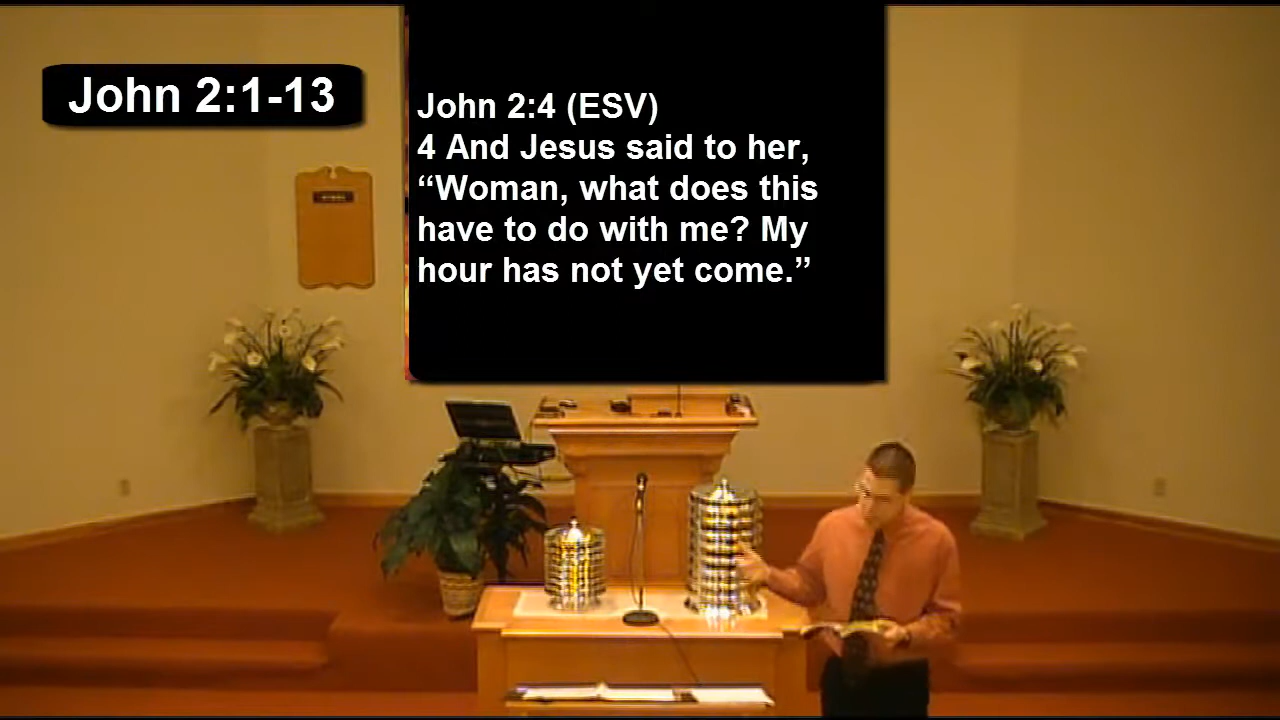 John 2:1-13
John 2:4 (ESV)
4 And Jesus said to her,
“Woman, what does this
have to do with me? My
hour has not yet come.”